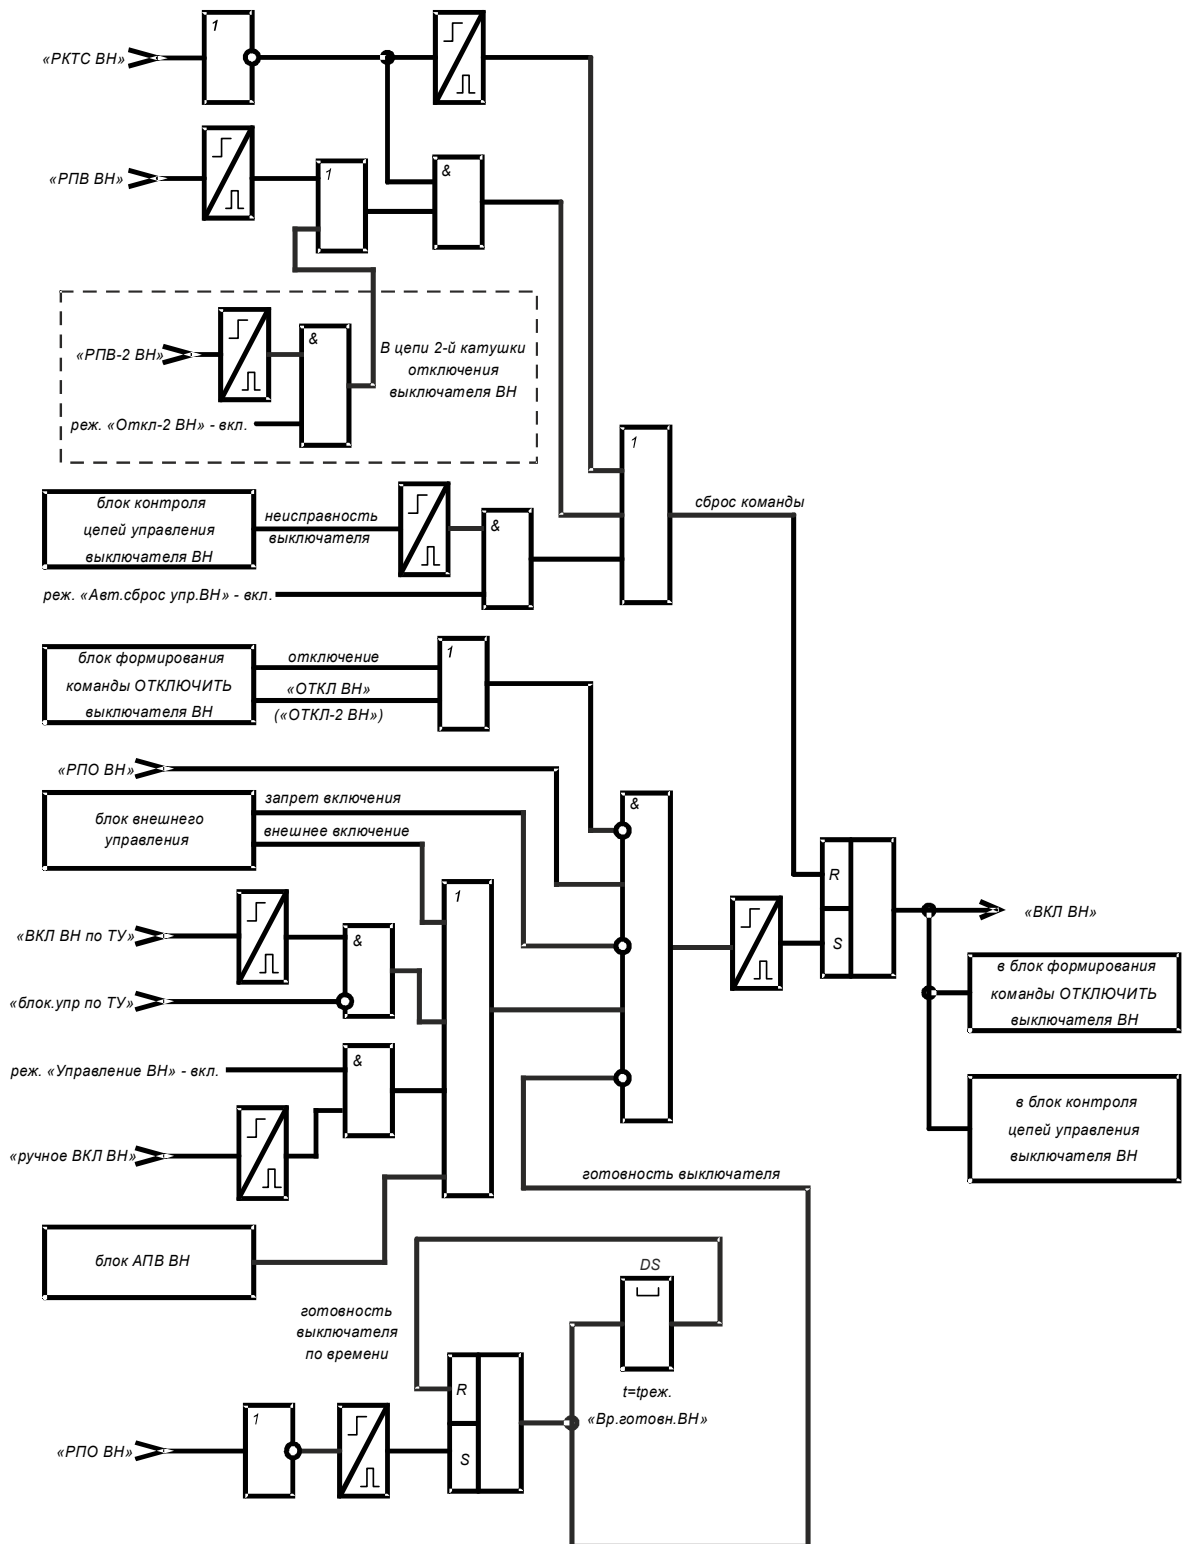 1
«РКТС ВН»
«РПВ ВН»
1
&
«РПВ-2 ВН»
&
В цепи 2-й катушки
отключения
выключателя ВН
реж. «Откл-2 ВН» - вкл.
1
сброс команды
блок контроля
цепей управления
выключателя ВН
неисправность
выключателя
&
реж. «Авт.сброс упр.ВН» - вкл.
блок формирования
команды ОТКЛЮЧИТЬ
выключателя ВН
отключение
«ОТКЛ ВН»
(«ОТКЛ-2 ВН»)
1
«РПО ВН»
блок внешнего
управления
запрет включения
внешнее включение
&
1
R
S
«ВКЛ ВН»
«ВКЛ ВН по ТУ»
&
«блок.упр по ТУ»
в блок формирования
команды ОТКЛЮЧИТЬ
выключателя ВН
реж. «Управление ВН» - вкл.
&
«ручное ВКЛ ВН»
в блок контроля
цепей управления
выключателя ВН
готовность выключателя
блок АПВ ВН
DS
готовность
выключателя
по времени
R
S
t=tреж.
«Вр.готовн.ВН»
«РПО ВН»
1